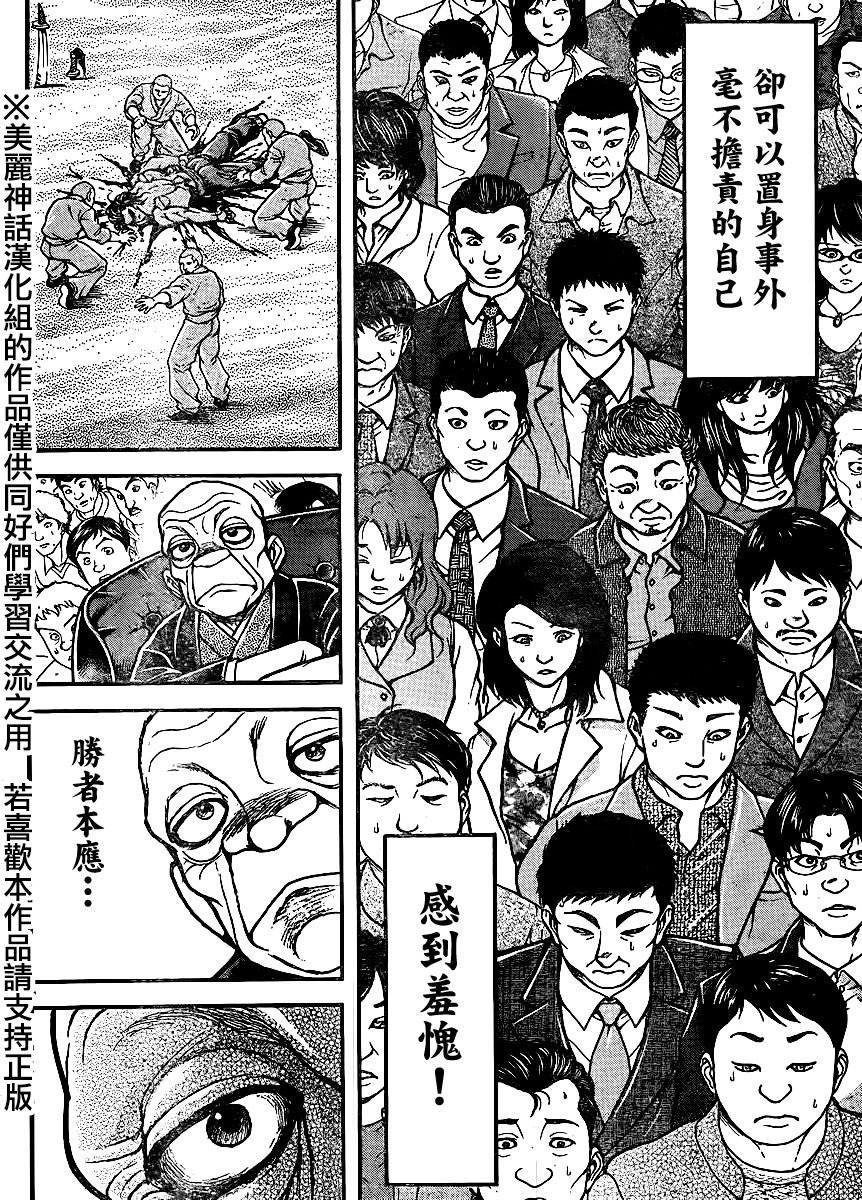 卻可以置身事外
毫不擔責的自己
感到羞愧！
勝者本應…
※美麗神話漢化組的作品僅供同好們學習交流之用 若喜歡本作品請支持正版